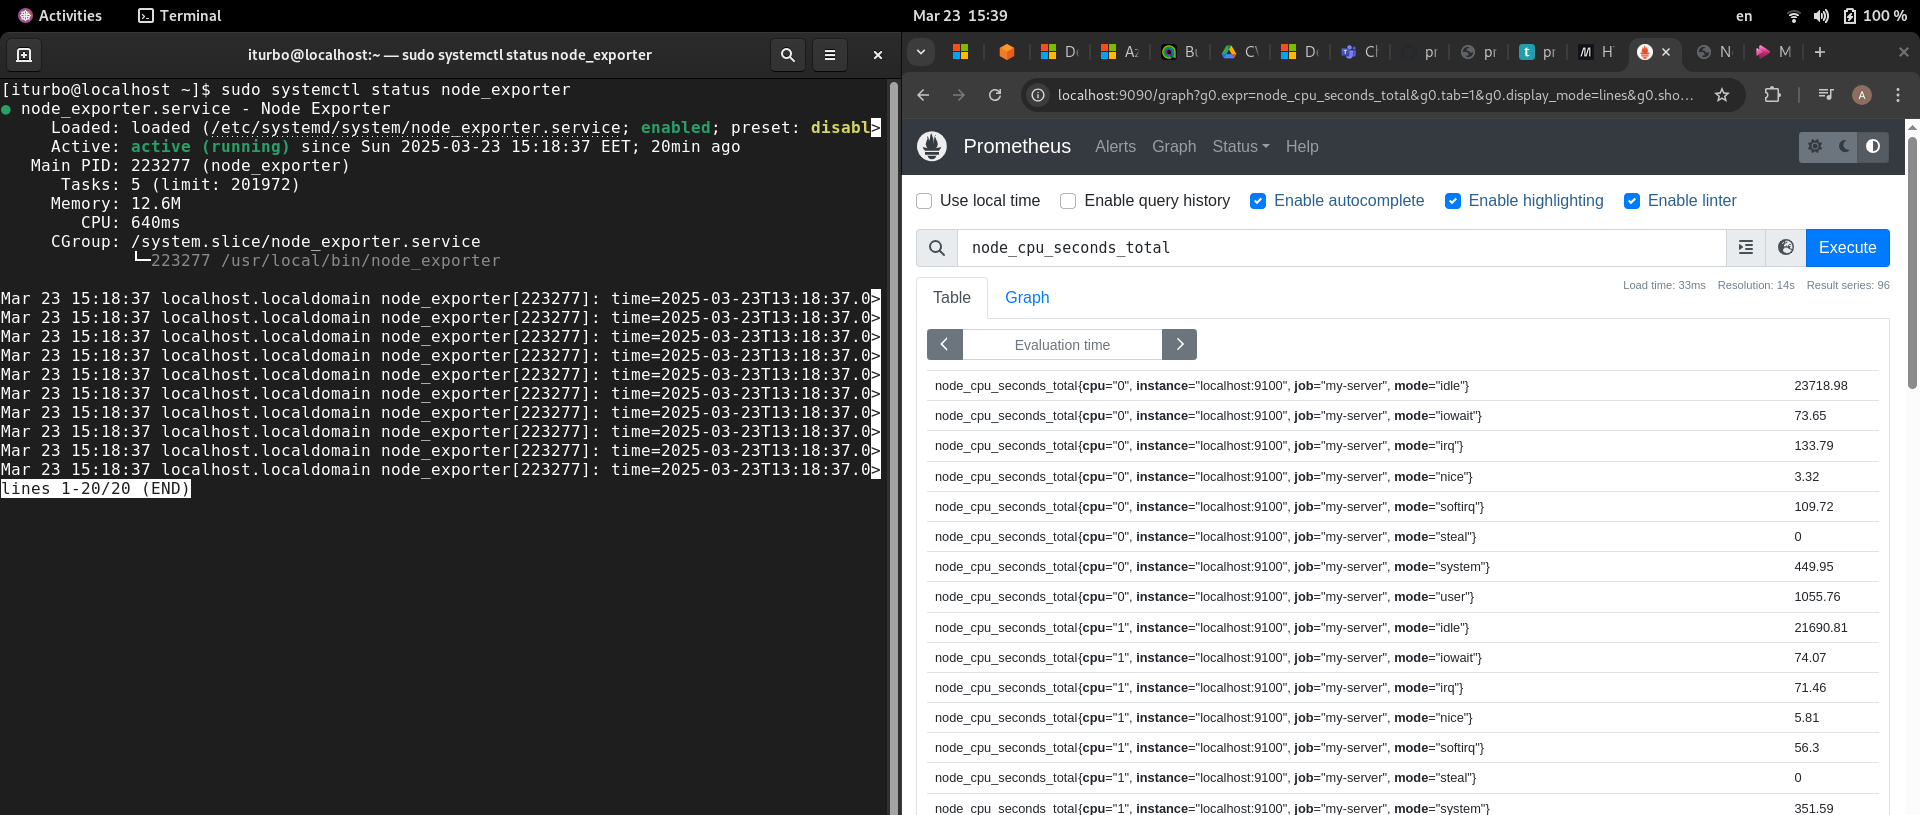 Activities
Terminal
Mar 23 15:39
en
100 %
iturbo@localhost:~ — sudo systemctl status node_exporter
[iturbo@localhost ~]$ sudo systemctl status node_exporter
● node_exporter.service - Node Exporter
Loaded: loaded (/etc/systemd/system/node_exporter.service; enabled; preset: disabl>
Active: active (running) since Sun 2025-03-23 15:18:37 EET; 20min ago
Main PID: 223277 (node_exporter)
Tasks: 5 (limit: 201972)
Memory: 12.6M
CPU: 640ms
CGroup: /system.slice/node_exporter.service
└─223277 /usr/local/bin/node_exporter
Mar 23 15:18:37 localhost.localdomain node_exporter[223277]: time=2025-03-23T13:18:37.0>
Mar 23 15:18:37 localhost.localdomain node_exporter[223277]: time=2025-03-23T13:18:37.0>
Mar 23 15:18:37 localhost.localdomain node_exporter[223277]: time=2025-03-23T13:18:37.0>
Mar 23 15:18:37 localhost.localdomain node_exporter[223277]: time=2025-03-23T13:18:37.0>
Mar 23 15:18:37 localhost.localdomain node_exporter[223277]: time=2025-03-23T13:18:37.0>
Mar 23 15:18:37 localhost.localdomain node_exporter[223277]: time=2025-03-23T13:18:37.0>
Mar 23 15:18:37 localhost.localdomain node_exporter[223277]: time=2025-03-23T13:18:37.0>
Mar 23 15:18:37 localhost.localdomain node_exporter[223277]: time=2025-03-23T13:18:37.0>
Mar 23 15:18:37 localhost.localdomain node_exporter[223277]: time=2025-03-23T13:18:37.0>
Mar 23 15:18:37 localhost.localdomain node_exporter[223277]: time=2025-03-23T13:18:37.0>
lines 1-20/20 (END)
localhost:9090/graph?g0.expr=node_cpu_seconds_total&g0.tab=1&g0.display_mode=lines&g0.sho...
A
Prometheus Alerts Graph Status Help
Use local time Enable query history Enable autocomplete Enable highlighting Enable linter
node_cpu_seconds_total
Execute
Table Graph
Load time: 33ms Resolution: 14s Result series: 96
Evaluation time
node_cpu_seconds_total{cpu="0", instance="localhost:9100", job="my-server", mode="idle"} 23718.98
node_cpu_seconds_total{cpu="0", instance="localhost:9100", job="my-server", mode="iowait"} 73.65
node_cpu_seconds_total{cpu="0", instance="localhost:9100", job="my-server", mode="irq"} 133.79
node_cpu_seconds_total{cpu="0", instance="localhost:9100", job="my-server", mode="nice"} 3.32
node_cpu_seconds_total{cpu="0", instance="localhost:9100", job="my-server", mode="softirq"} 109.72
node_cpu_seconds_total{cpu="0", instance="localhost:9100", job="my-server", mode="steal"} 0
node_cpu_seconds_total{cpu="0", instance="localhost:9100", job="my-server", mode="system"} 449.95
node_cpu_seconds_total{cpu="0", instance="localhost:9100", job="my-server", mode="user"} 1055.76
node_cpu_seconds_total{cpu="1", instance="localhost:9100", job="my-server", mode="idle"} 21690.81
node_cpu_seconds_total{cpu="1", instance="localhost:9100", job="my-server", mode="iowait"} 74.07
node_cpu_seconds_total{cpu="1", instance="localhost:9100", job="my-server", mode="irq"} 71.46
node_cpu_seconds_total{cpu="1", instance="localhost:9100", job="my-server", mode="nice"} 5.81
node_cpu_seconds_total{cpu="1", instance="localhost:9100", job="my-server", mode="softirq"} 56.3
node_cpu_seconds_total{cpu="1", instance="localhost:9100", job="my-server", mode="steal"} 0
node_cpu_seconds_total{cpu="1", instance="localhost:9100", job="my-server", mode="system"} 351.59